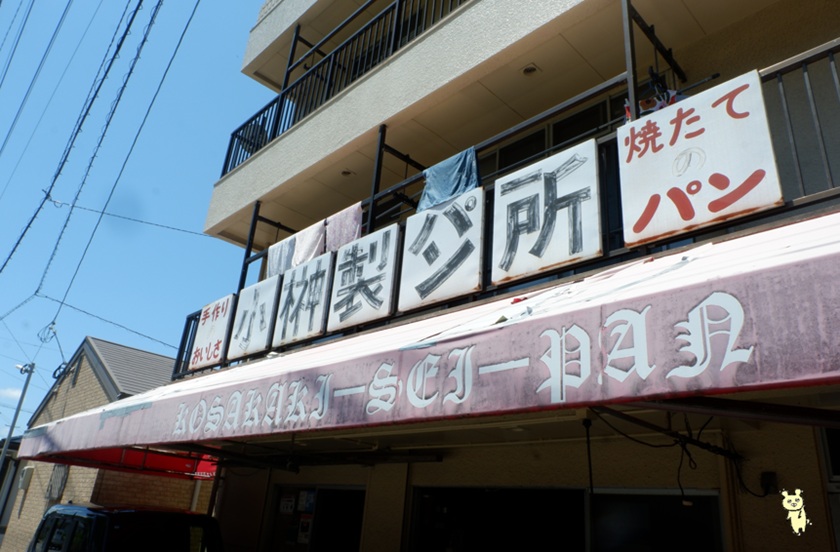 手作り
おいしさ
小榊製パン所
焼たて
の
パン
KOSAKAKI-SEI-PAN